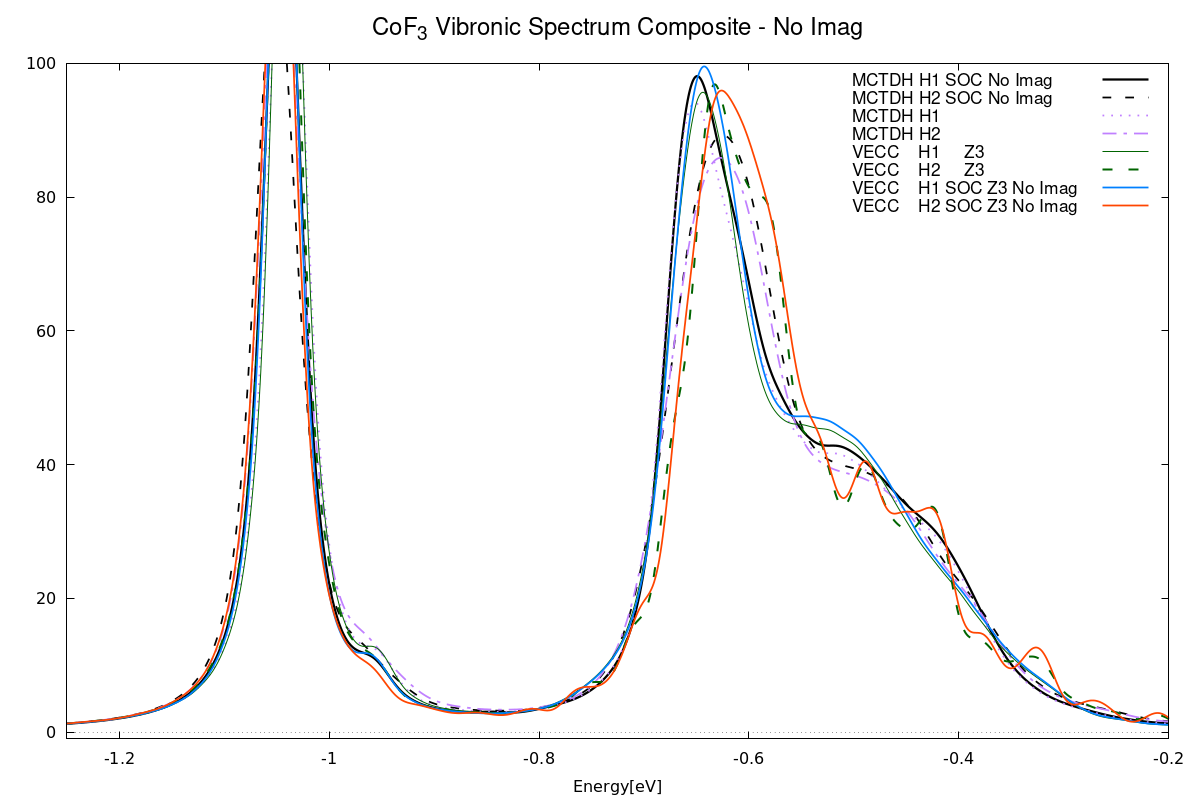 CoF3 Vibronic Spectrum Composite - No Imag
100
80
60
40
20
0
MCTDH H1 SOC No Imag
MCTDH H2 SOC No Imag
MCTDH H1
MCTDH H2
VECC H1 Z3
VECC H2 Z3
VECC H1 SOC Z3 No Imag
VECC H2 SOC Z3 No Imag
-1.2 -1 -0.8 -0.6 -0.4 -0.2
Energy[eV]